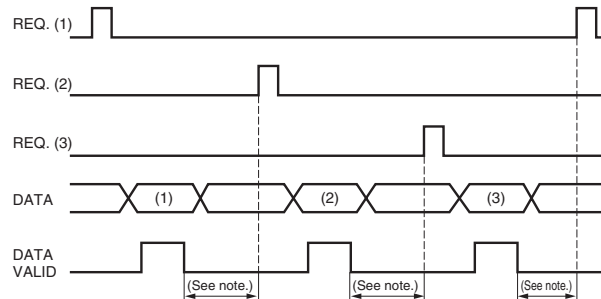 REQ. (1)
REQ. (2)
REQ. (3)
DATA
(1)
(2)
(3)
DATA
VALID
(See note.)
(See note.)
(See note.)